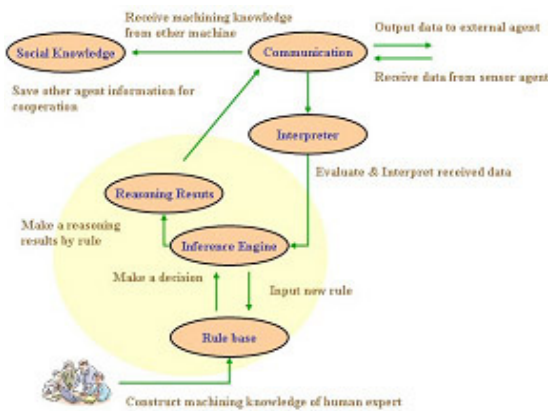 Receive machining knowledge
from other machine
Output data to external agent
Social Knowledge
Communication
Receive data from sensor agent
Save other agent information for
cooperation
Interpreter
Evaluate & Interpret received data
Reasoning Resuts
Make a reasoning
results by rule
Inference Engine
Make a decision
Input new rule
Rule base
Construct machining knowledge of human expert